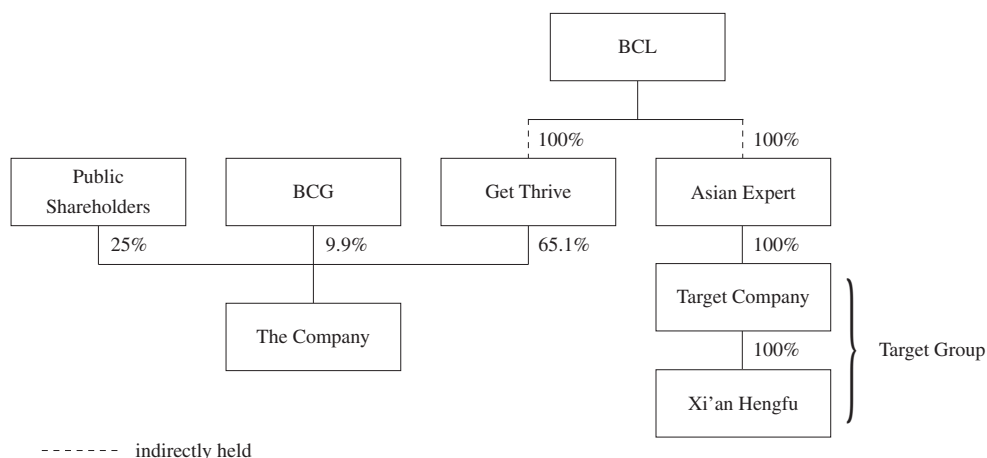 BCL
100%
100%
Public
Shareholders
BCG
Get Thrive
Asian Expert
25%
9.9%
65.1%
100%
Target Company
The Company
100%
Target Group
Xi'an Hengfu
indirectly held